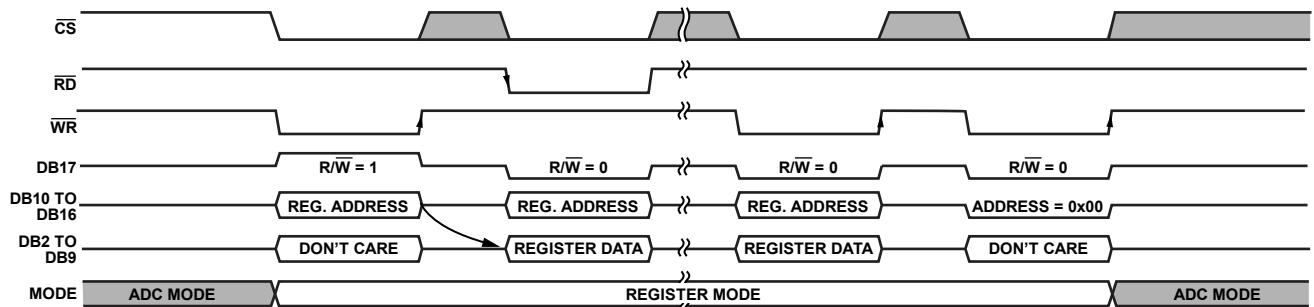 CS
RD
WR
DB17 R/W = 1 R/W = 0 R/W = 0 R/W = 0
DB10 TO
DB16 REG. ADDRESS REG. ADDRESS REG. ADDRESS ADDRESS = 0x00
DB2 TO
DB9 DON'T CARE REGISTER DATA REGISTER DATA DON'T CARE
MODE ADC MODE REGISTER MODE ADC MODE